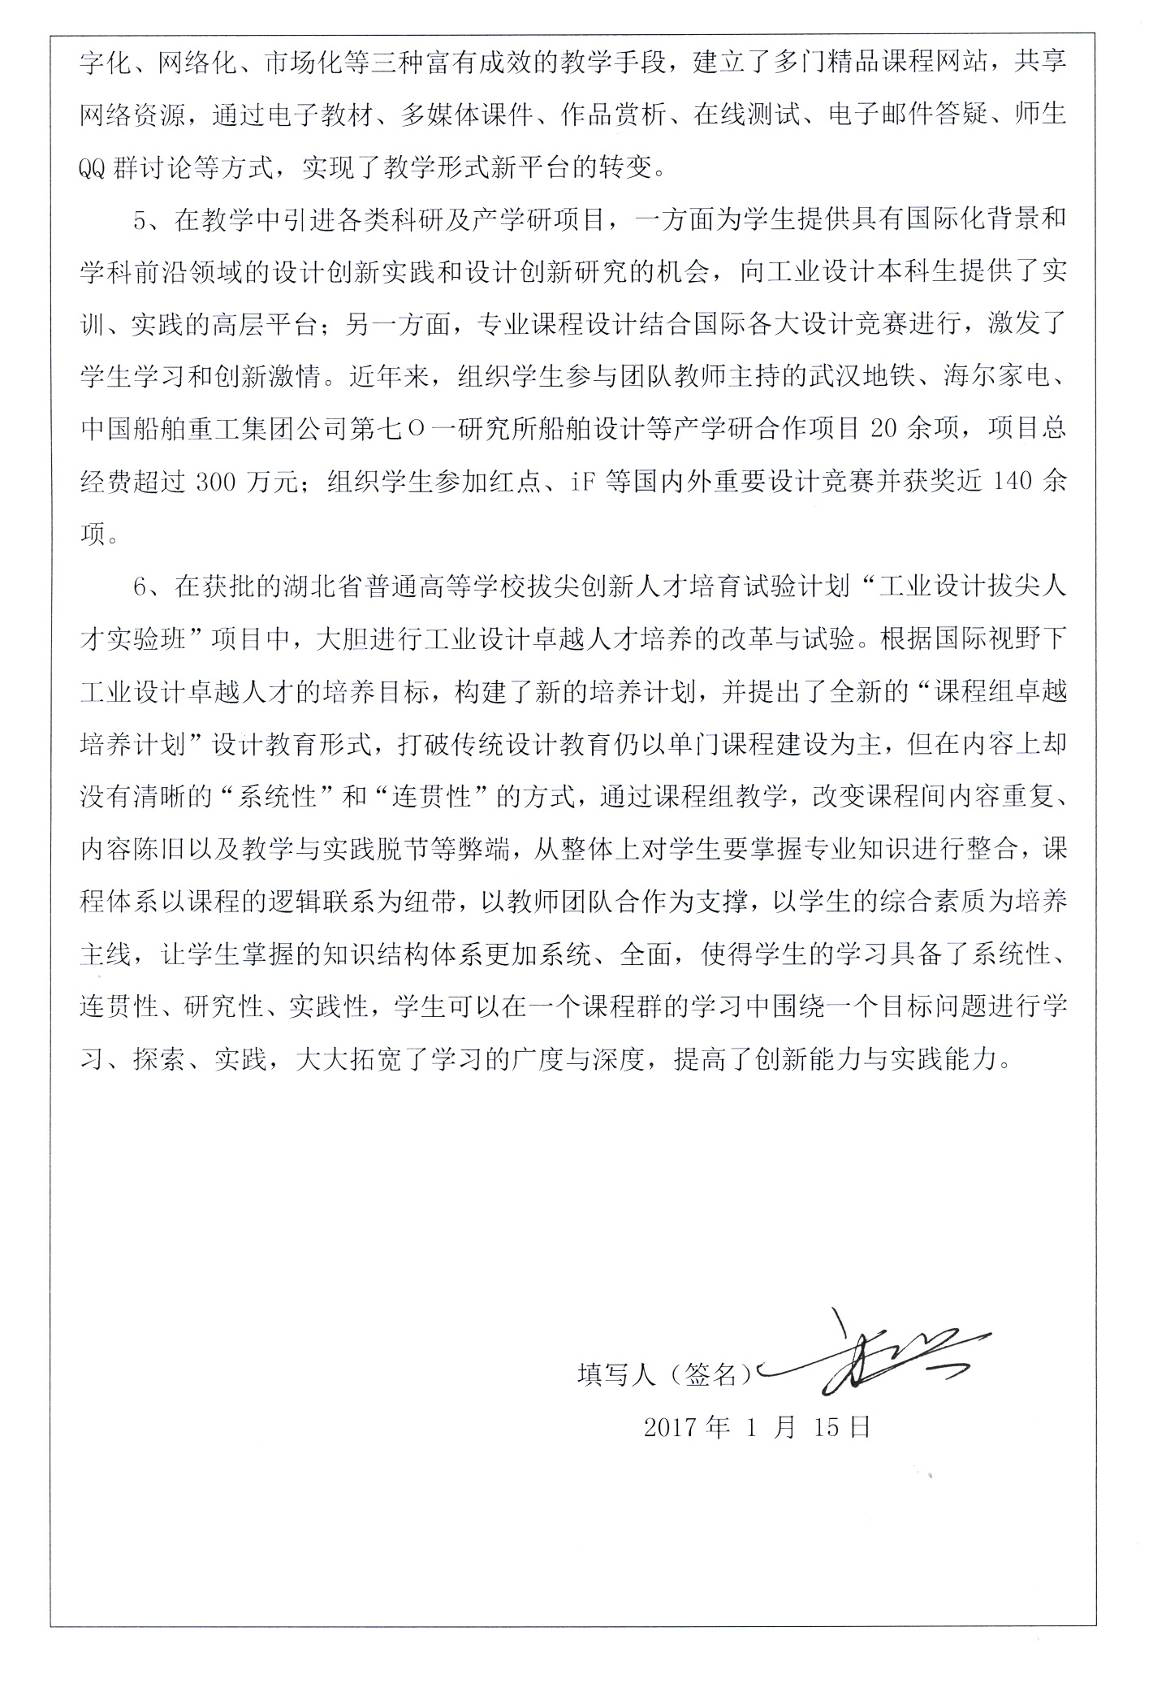 字化、网络化、市场化等三种富有成效的教学手段，建立了多门精品课程网站，共享
网络资源，通过电子教材、多媒体课件、作品赏析、在线测试、电子邮件答疑、师生
QQ 群讨论等方式，实现了教学形式新平台的转变。
5、在教学中引进各类科研及产学研项目，一方面为学生提供具有国际化背景和
学科前沿领域的设计创新实践和设计创新研究的机会，向工业设计本科生提供了实
训、实践的高层平台；另一方面，专业课程设计结合国际各大设计竞赛进行，激发了
学生学习和创新激情。近年来，组织学生参与团队教师主持的武汉地铁、海尔家电、
中国船舶重工集团公司第七〇一研究所船舶设计等产学研合作项目 20 余项，项目总
经费超过 300 万元；组织学生参加红点、iF 等国内外重要设计竞赛并获奖近 140 余
项。
6、在获批的湖北省普通高等学校拔尖创新人才培育试验计划“工业设计拔尖人
才实验班”项目中，大胆进行工业设计卓越人才培养的改革与试验。根据国际视野下
工业设计卓越人才的培养目标，构建了新的培养计划，并提出了全新的“课程组卓越
培养计划”设计教育形式，打破传统设计教育仍以单门课程建设为主，但在内容上却
没有清晰的“系统性”和“连贯性”的方式，通过课程组教学，改变课程间内容重复、
内容陈旧以及教学与实践脱节等弊端，从整体上对学生要掌握专业知识进行整合，课
程体系以课程的逻辑联系为纽带，以教师团队合作为支撑，以学生的综合素质为培养
主线，让学生掌握的知识结构体系更加系统、全面，使得学生的学习具备了系统性、
连贯性、研究性、实践性，学生可以在一个课程群的学习中围绕一个目标问题进行学
习、探索、实践，大大拓宽了学习的广度与深度，提高了创新能力与实践能力。
填写人（签名）
2017 年 1 月 15 日